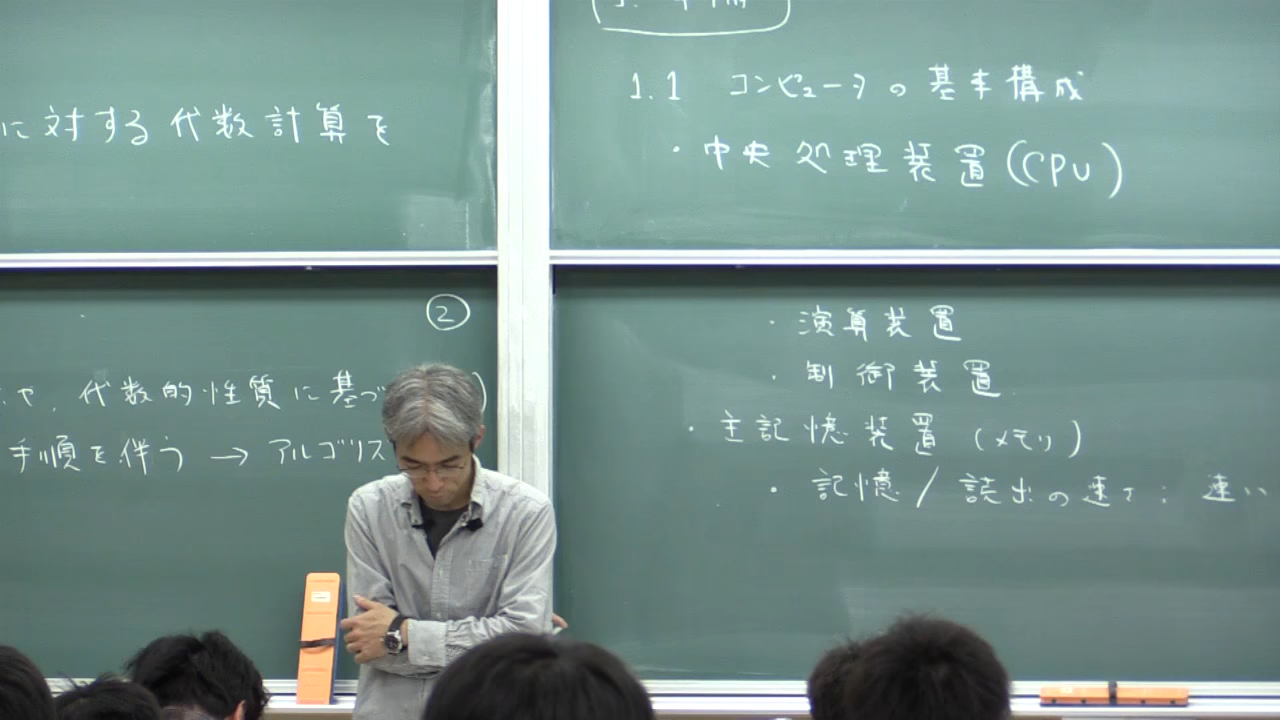 に対する代数計算を
②
代数的性質に基づ
手順を伴う → アルゴリズ
1.1 コンピュータの基本構成
・中央処理装置(CPU)
・演算装置
・制御装置
・主記憶装置(メモリ)
・記憶/読出の速さ: 速い